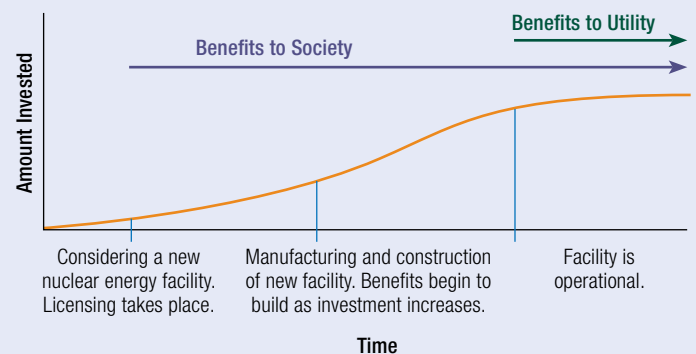 Benefits to Utility
Benefits to Society
Amount Invested
Considering a new
nuclear energy facility.
Licensing takes place.
Manufacturing and construction
of new facility. Benefits begin to
build as investment increases.
Facility is
operational.
Time